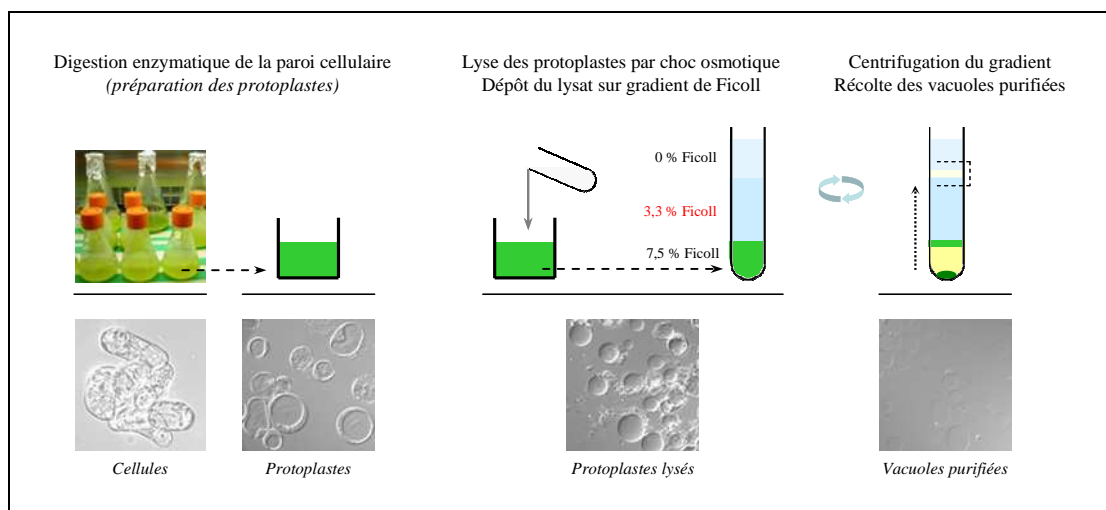 Digestion enzymatique de la paroi cellulaire
(préparation des protoplastes)
Lyse des protoplastes par choc osmotique
Dépôt du lysat sur gradient de Ficoll
Centrifugation du gradient
Récolte des vacuoles purifiées
0 % Ficoll
3,3 % Ficoll
7,5 % Ficoll
Cellules
Protoplastes
Protoplastes lysés
Vacuoles purifiées